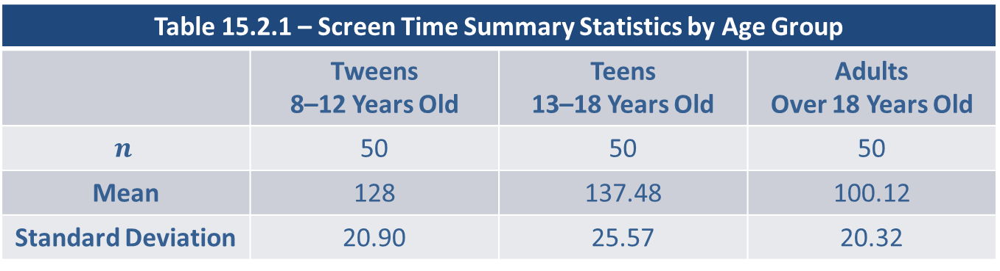 Table 15.2.1 – Screen Time Summary Statistics by Age Group
Tweens
8–12 Years Old
Teens
13–18 Years Old
Adults
Over 18 Years Old
n 50 50 50
Mean 128 137.48 100.12
Standard Deviation 20.90 25.57 20.32